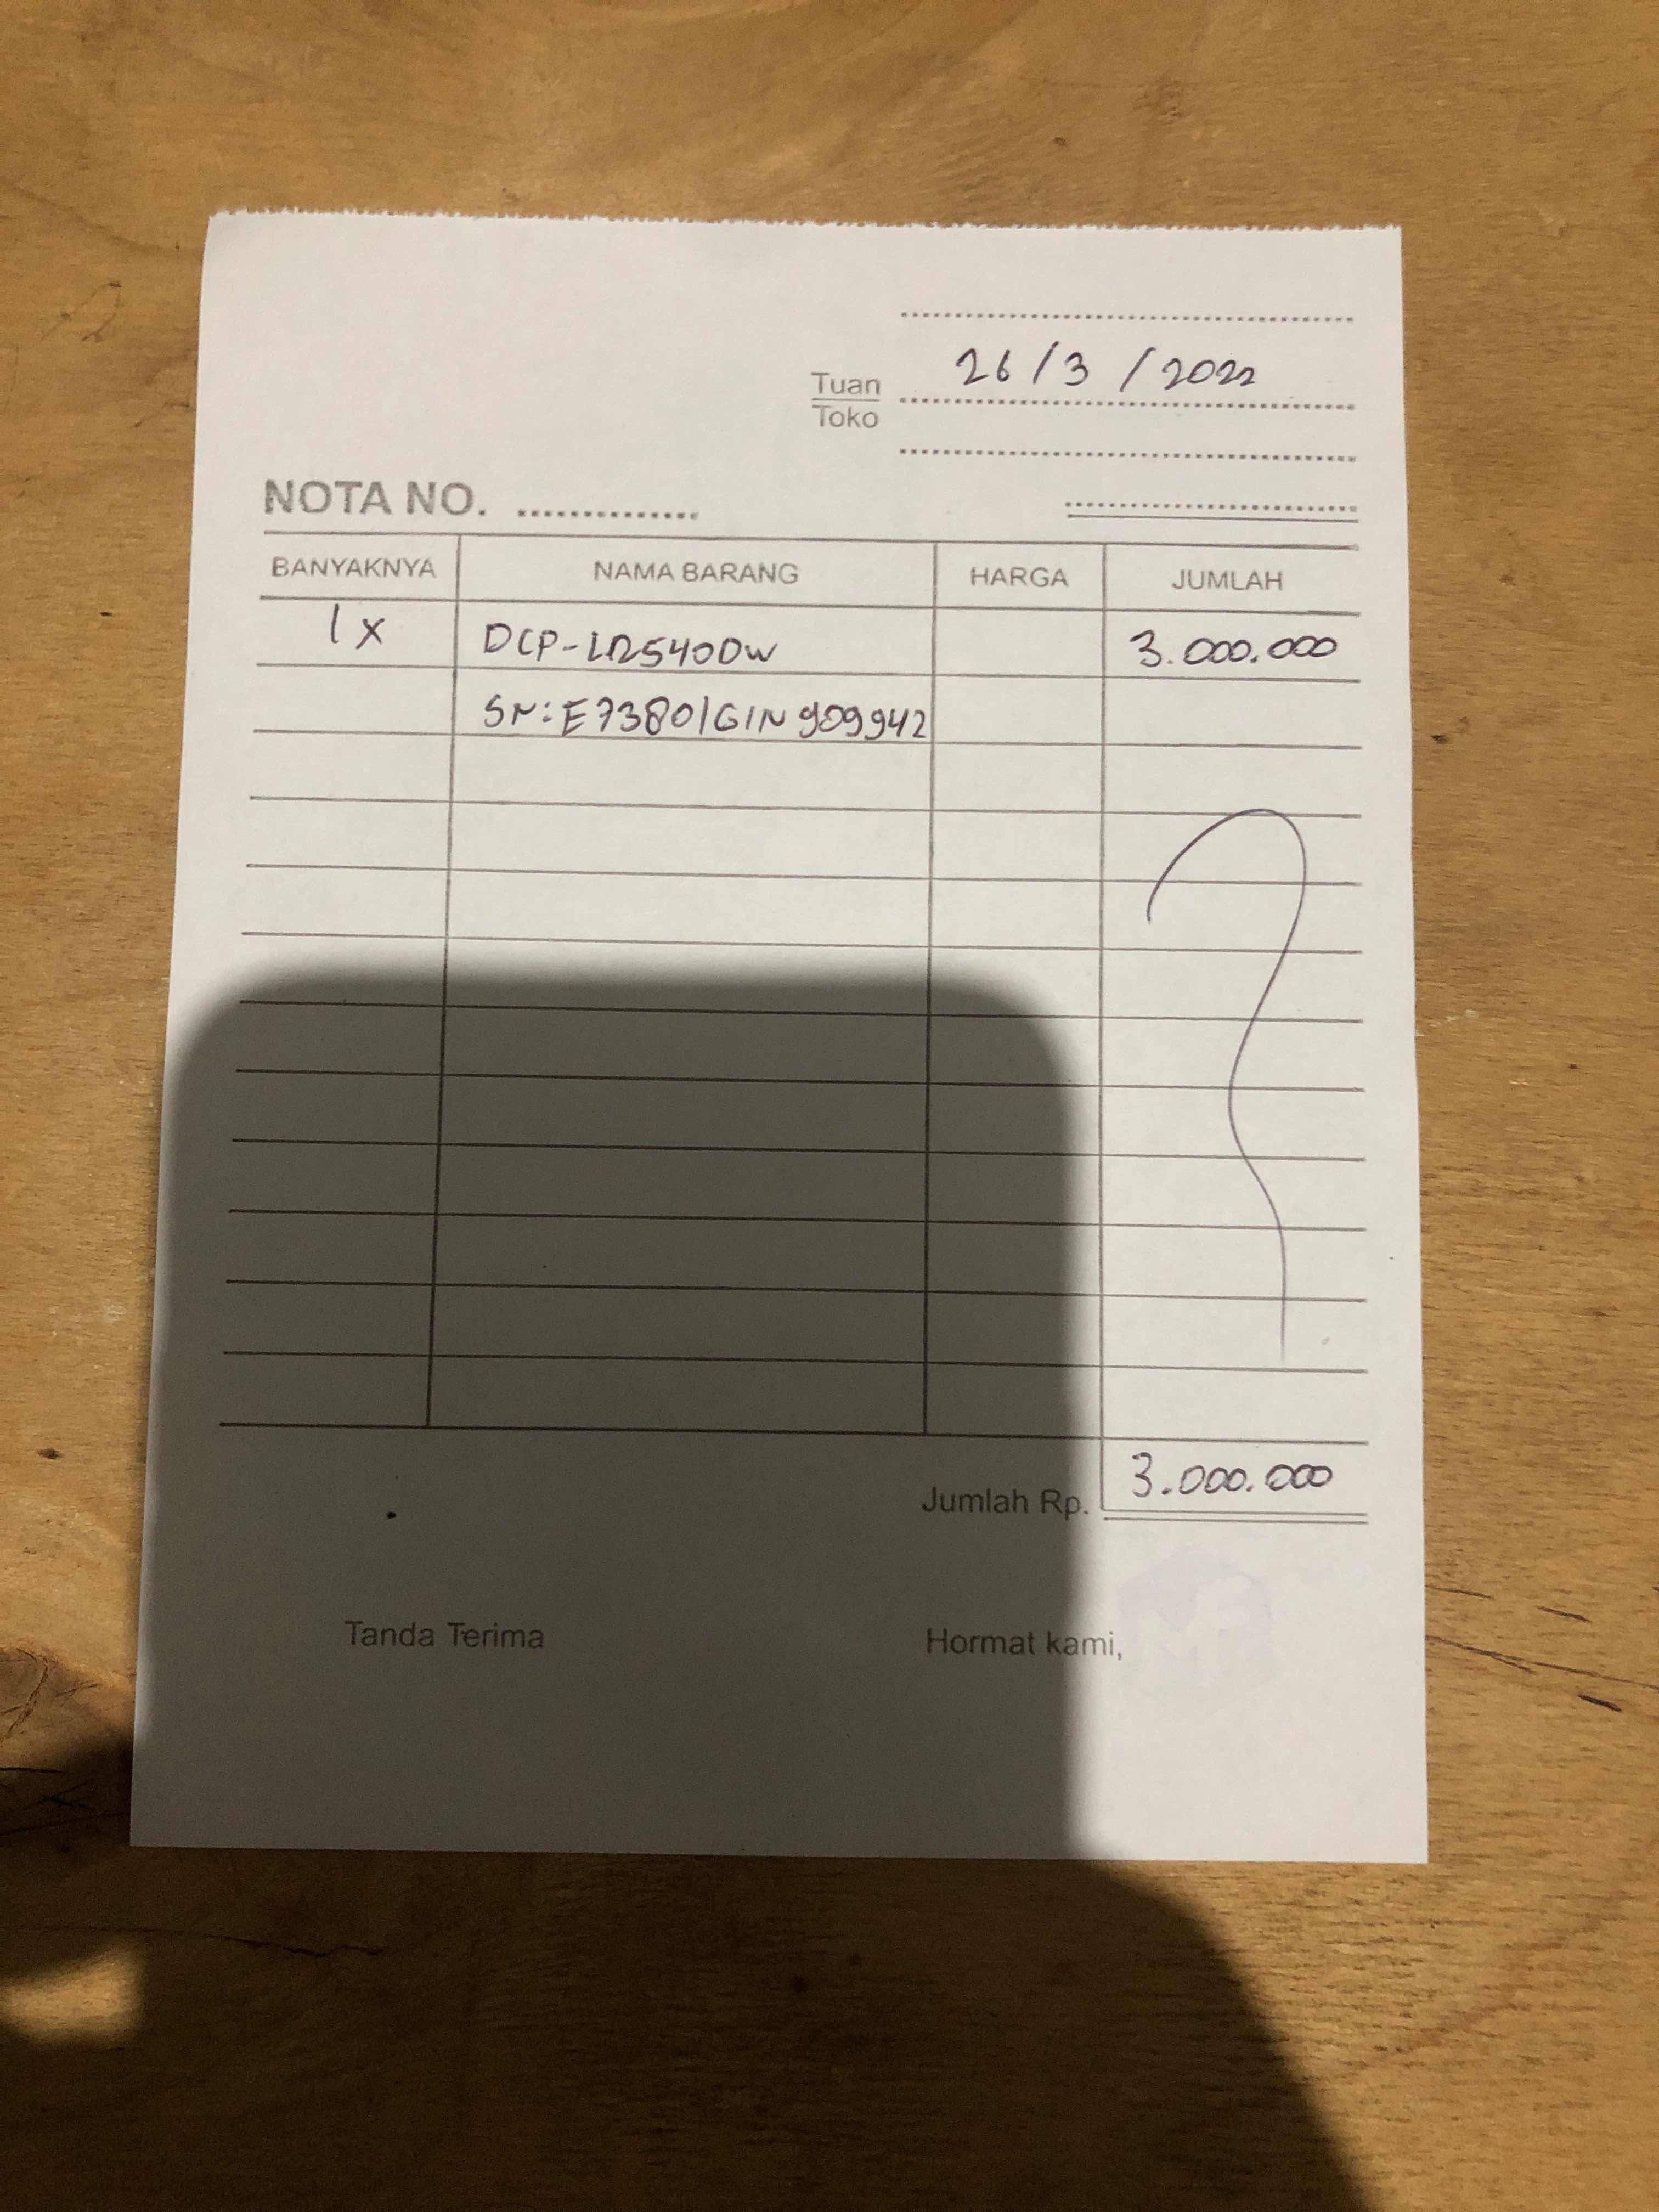 26/3/2022
Tuan
Toko
NOTA NO.
BANYAKNYA NAMA BARANG HARGA JUMLAH
1x DCP-L2540DW 3.000.000
SN: E73801G1N909942
Jumlah Rp. 3.000.000
Tanda Terima Hormat kami,